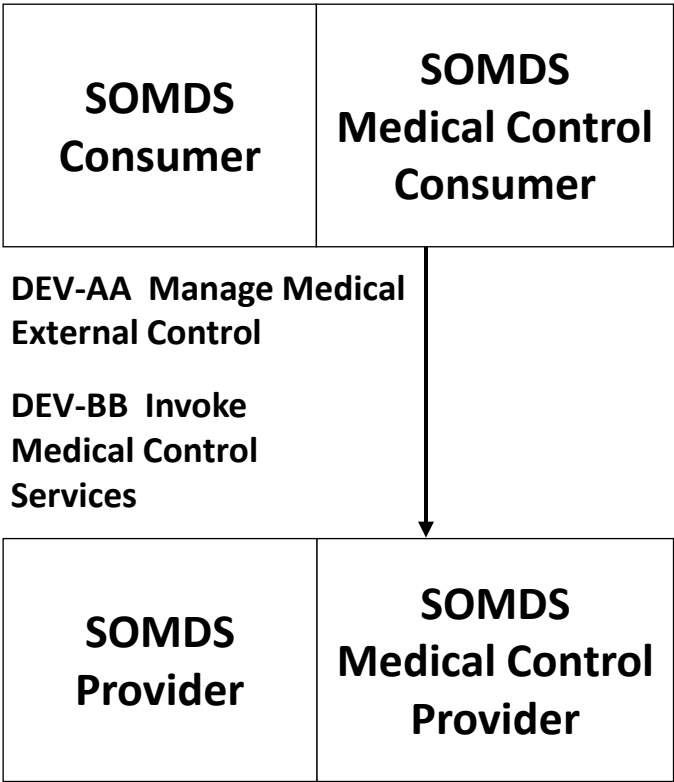 SOMDS
Consumer
SOMDS
Medical Control
Consumer
DEV-AA  Manage Medical
External Control
DEV-BB  Invoke
Medical Control
Services
SOMDS
Provider
SOMDS
Medical Control
Provider